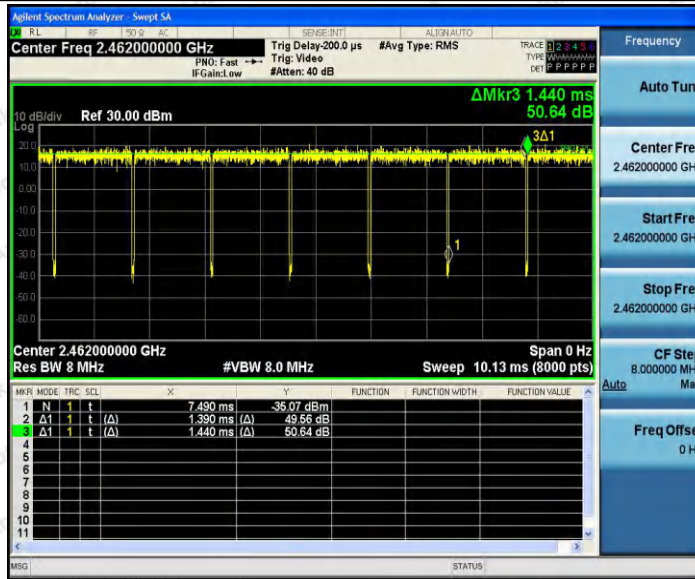 Agilent Spectrum Analyzer - Swept SA
RL RF 50 Ω AC SENSE:INT ALIGNAUTO
Center Freq 2.462000000 GHz
PNO: Fast
IFGain:Low
Trig Delay-200.0 µs
Trig: Video
#Atten: 40 dB
#Avg Type: RMS
TRACE 1 2 3 4 5 6
TYPE
DET P P P P P P
ΔMkr3 1.440 ms
50.64 dB
10 dB/div Ref 30.00 dBm
Log
20.0
10.0
0.00
-10.0
-20.0
-30.0
-40.0
-50.0
-60.0
3Δ1
1
Center 2.462000000 GHz Span 0 Hz
Res BW 8 MHz #VBW 8.0 MHz Sweep 10.13 ms (8000 pts)
MKR MODE TRC SCL X Y FUNCTION FUNCTION WIDTH FUNCTION VALUE
1 N 1 t 7.490 ms -35.07 dBm
2 Δ1 1 t (Δ) 1.390 ms (Δ) 49.56 dB
3 Δ1 1 t (Δ) 1.440 ms (Δ) 50.64 dB
4
5
6
7
8
9
10
11
MSG STATUS
Frequency
Auto Tun
Center Fre
2.462000000 GH
Start Fre
2.462000000 GH
Stop Fre
2.462000000 GH
CF Ste
8.000000 MH
Auto Ma
Freq Offse
0 H